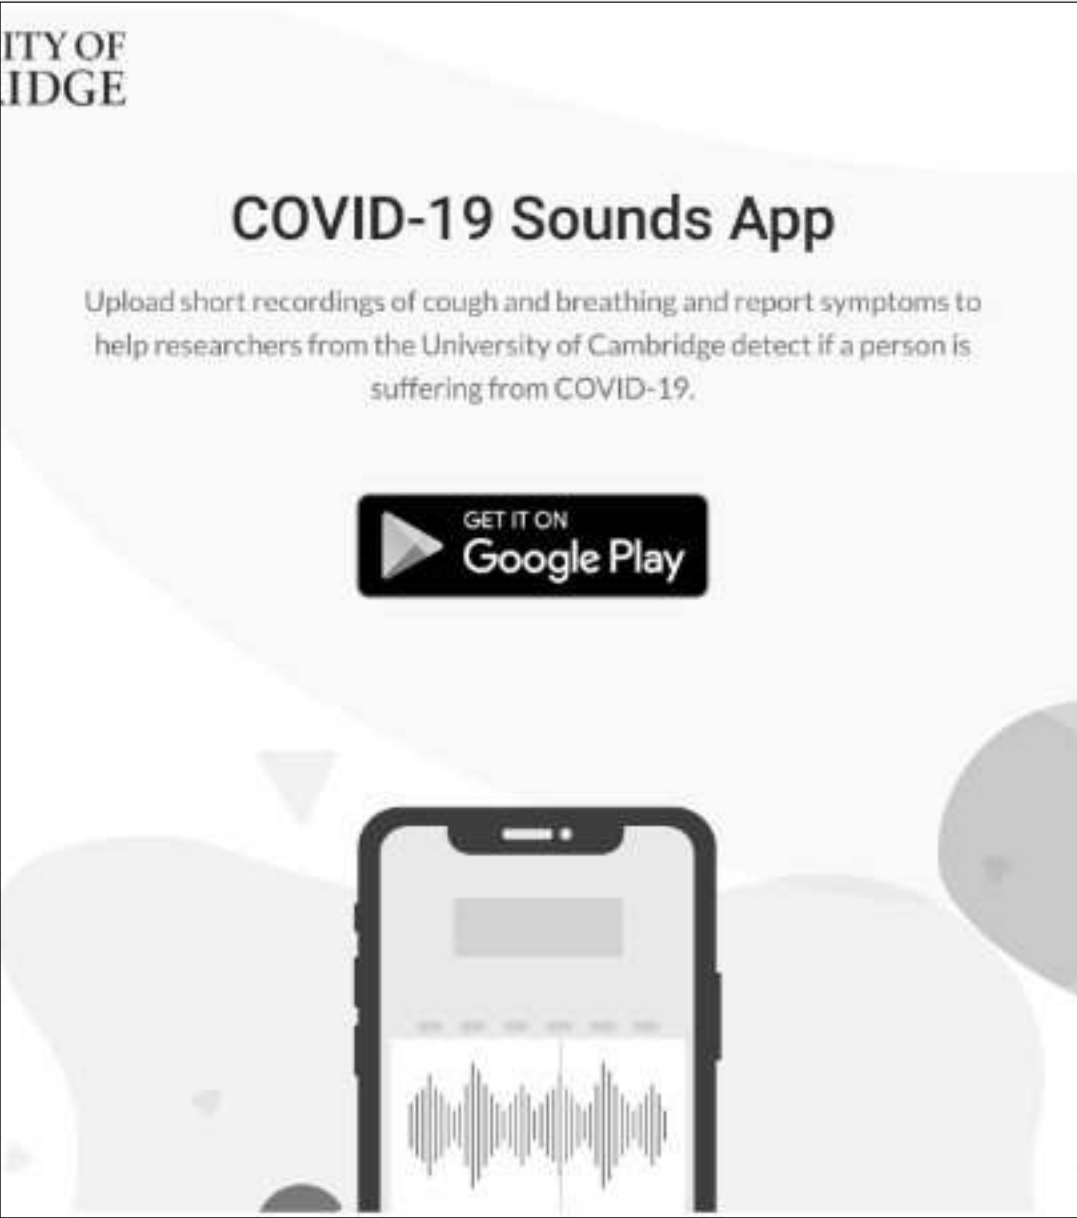 ITY OF
IDGE
COVID-19 Sounds App
Upload short recordings of cough and breathing and report symptoms to
help researchers from the University of Cambridge detect if a person is
suffering from COVID-19.
GET IT ON
Google Play